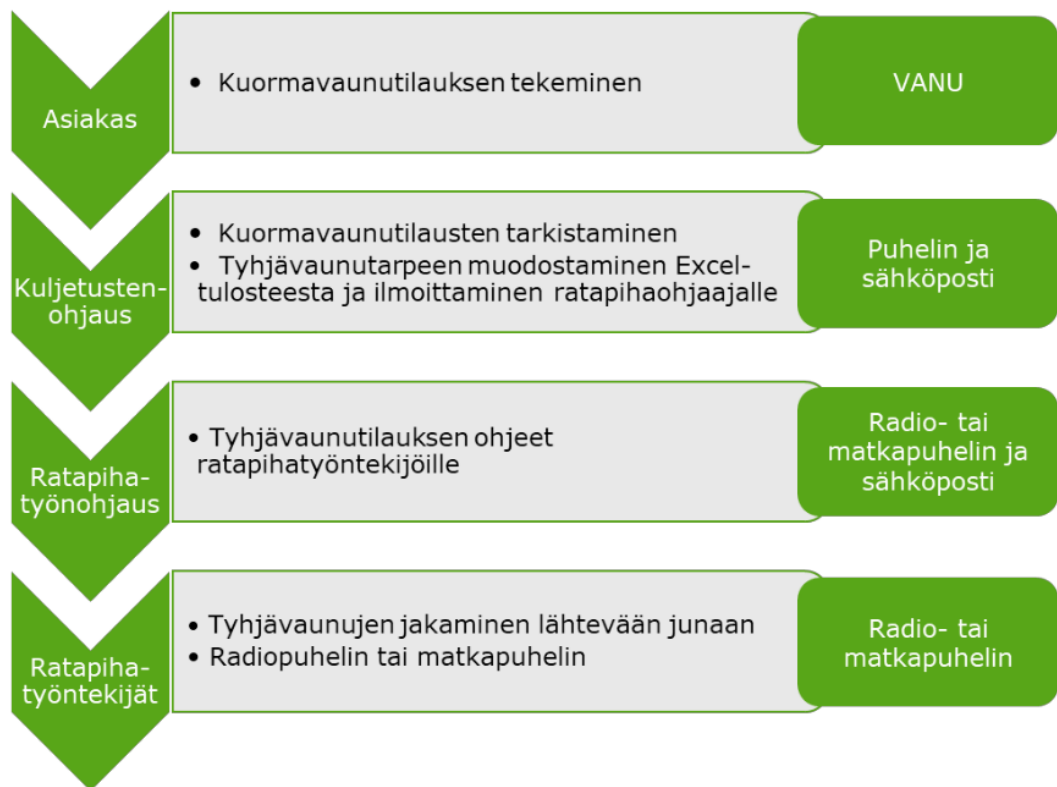 Asiakas
• Kuormavaunutilauksen tekeminen
VANU
Kuljetusten-
ohjaus
• Kuormavaunutilausten tarkistaminen
• Tyhjävaunutarpeen muodostaminen Excel-
tulosteesta ja ilmoittaminen ratapihaohjaajalle
Puhelin ja
sähköposti
Ratapiha-
työnohjaus
• Tyhjävaunutilauksen ohjeet
ratapihatyöntekijöille
Radio- tai
matkapuhelin ja
sähköposti
Ratapiha-
työntekijät
• Tyhjävaunujen jakaminen lähtevään junaan
• Radiopuhelin tai matkapuhelin
Radio- tai
matkapuhelin